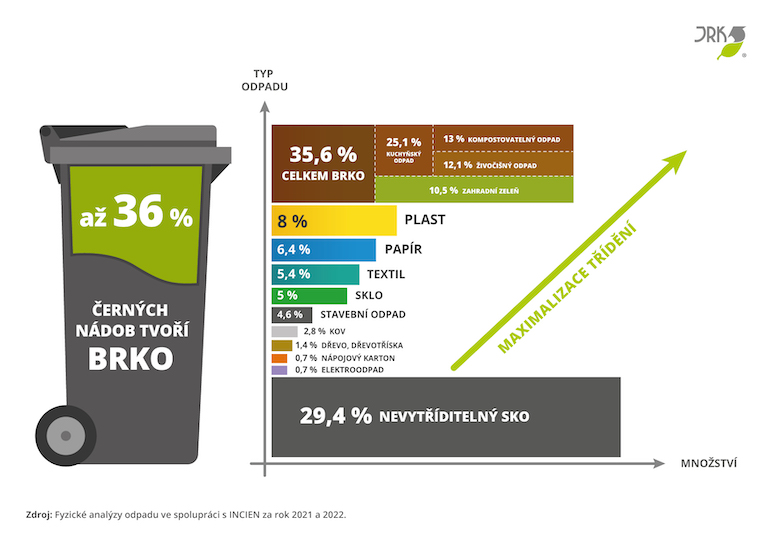 JRK
®
TYP
ODPADU
až 36 %
ČERNÝCH
NÁDOB TVOŘÍ
BRKO
35,6 %
CELKEM BRKO
25,1 %
KUCHYŇSKÝ
ODPAD
13 % KOMPOSTOVATELNÝ ODPAD
12,1 % ŽIVOČIŠNÝ ODPAD
10,5 % ZAHRADNÍ ZELEŇ
8 % PLAST
6,4 % PAPÍR
5,4 % TEXTIL
5 % SKLO
4,6 % STAVEBNÍ ODPAD
2,8 % KOV
1,4 % DŘEVO, DŘEVOTŘÍSKA
0,7 % NÁPOJOVÝ KARTON
0,7 % ELEKTROODPAD
29,4 % NEVYTŘÍDITELNÝ SKO
MAXIMALIZACE TŘÍDĚNÍ
MNOŽSTVÍ
Zdroj: Fyzické analýzy odpadu ve spolupráci s INCIEN za rok 2021 a 2022.